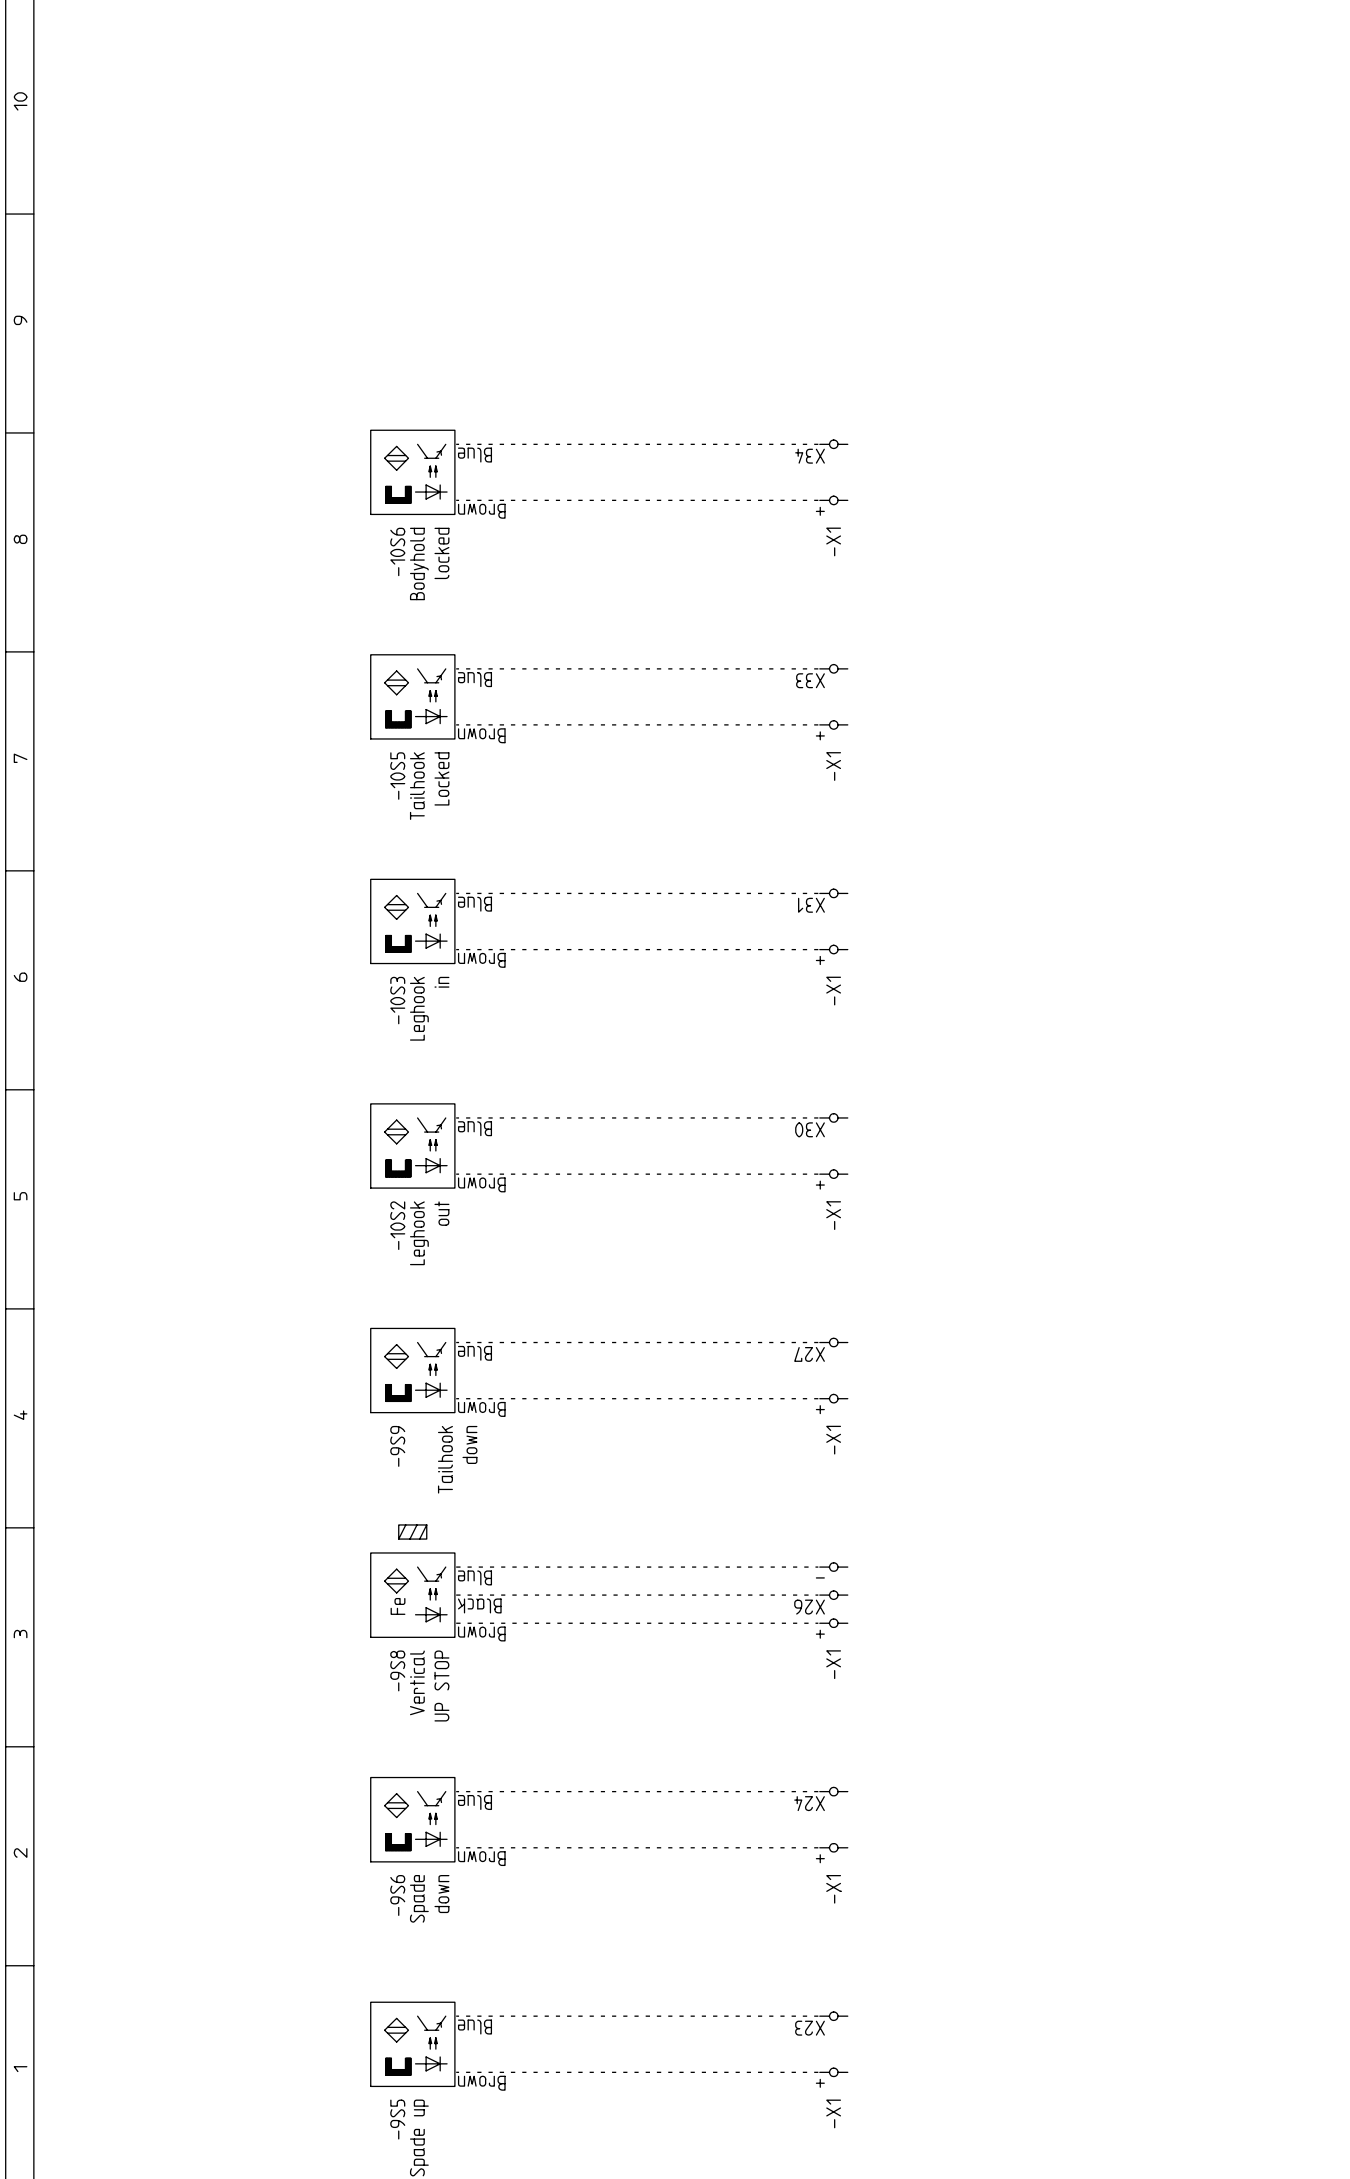 1
2
3
4
5
6
7
8
9
10
-9S5
Spade up
Brown
Blue
-X1
+
X23
-9S6
Spade
down
Brown
Blue
-X1
+
X24
-9S8
Vertical
UP STOP
Fe
Brown
Black
Blue
-X1
+
X26
-
-9S9
Tailhook
down
Brown
Blue
-X1
+
X27
-10S2
Leghook
out
Brown
Blue
-X1
+
X30
-10S3
Leghook
in
Brown
Blue
-X1
+
X31
-10S5
Tailhook
Locked
Brown
Blue
-X1
+
X33
-10S6
Bodyhold
locked
Brown
Blue
-X1
+
X34